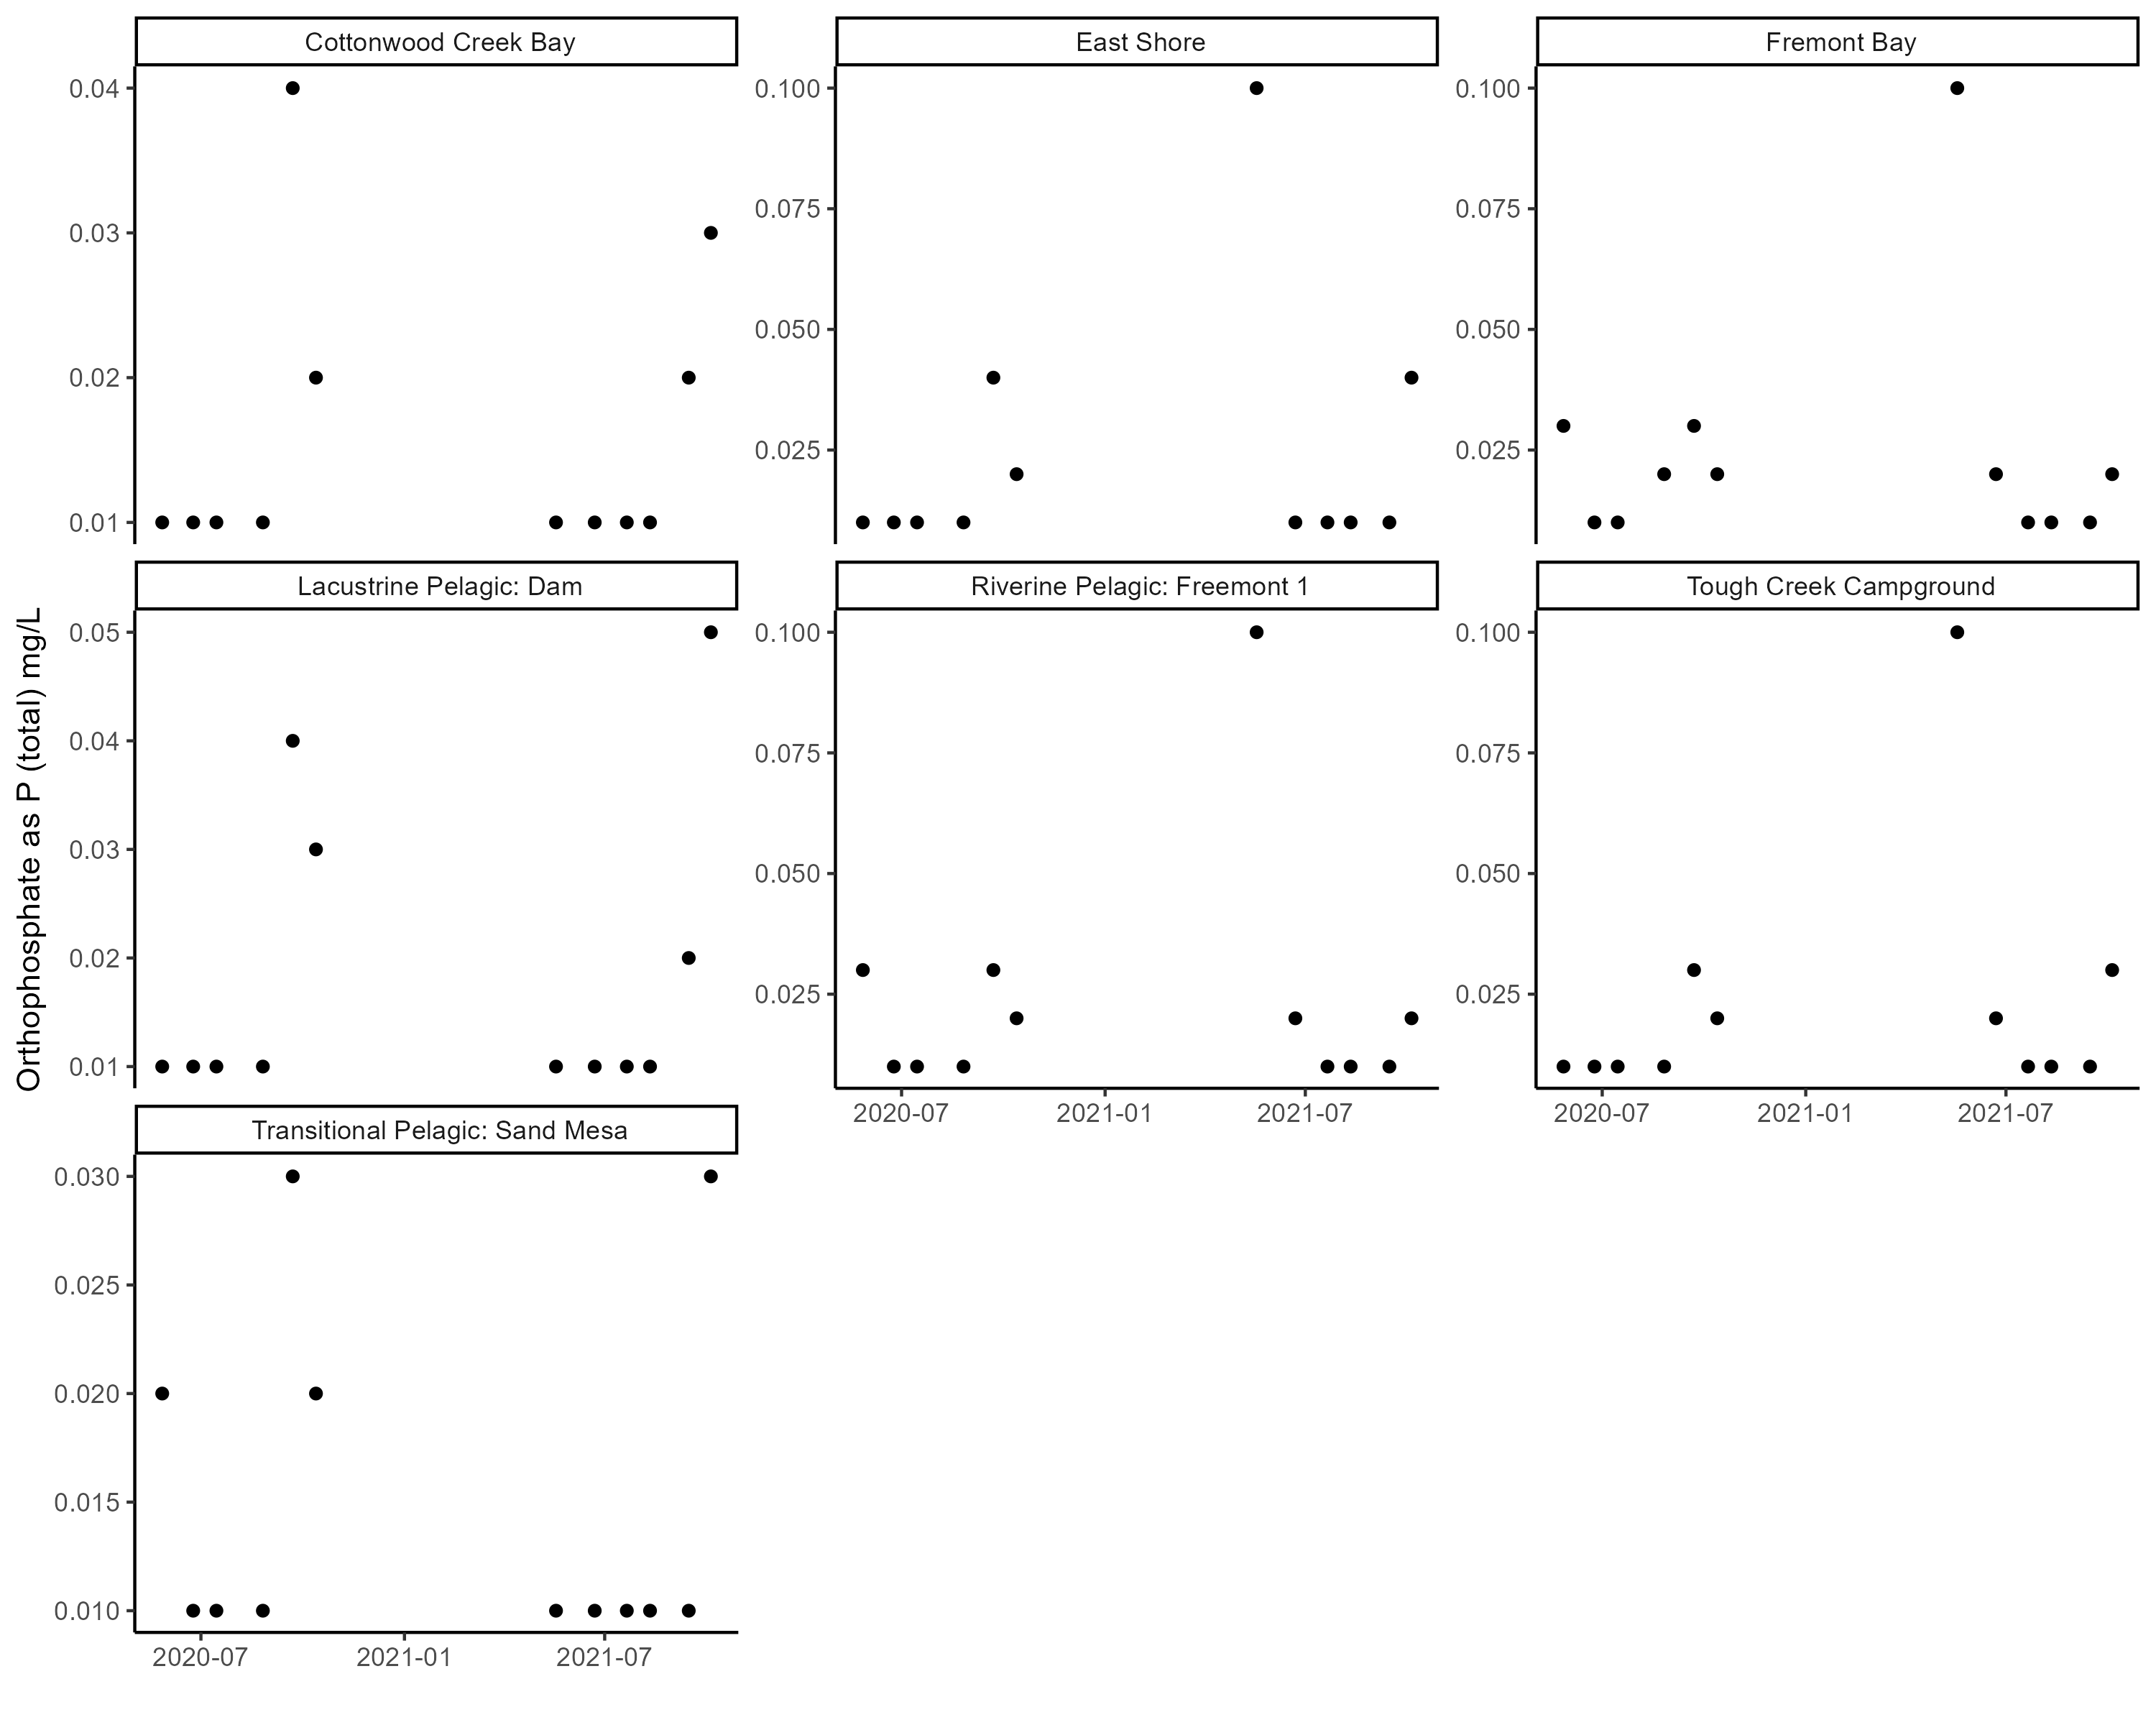 Cottonwood Creek Bay
East Shore
Fremont Bay
0.04
0.03
0.02
0.01
0.100
0.075
0.050
0.025
0.100
0.075
0.050
0.025
Orthophosphate as P (total) mg/L
Lacustrine Pelagic: Dam
Riverine Pelagic: Freemont 1
Tough Creek Campground
0.05
0.04
0.03
0.02
0.01
0.100
0.075
0.050
0.025
2020-07 2021-01 2021-07
0.100
0.075
0.050
0.025
2020-07 2021-01 2021-07
Transitional Pelagic: Sand Mesa
0.030
0.025
0.020
0.015
0.010
2020-07 2021-01 2021-07